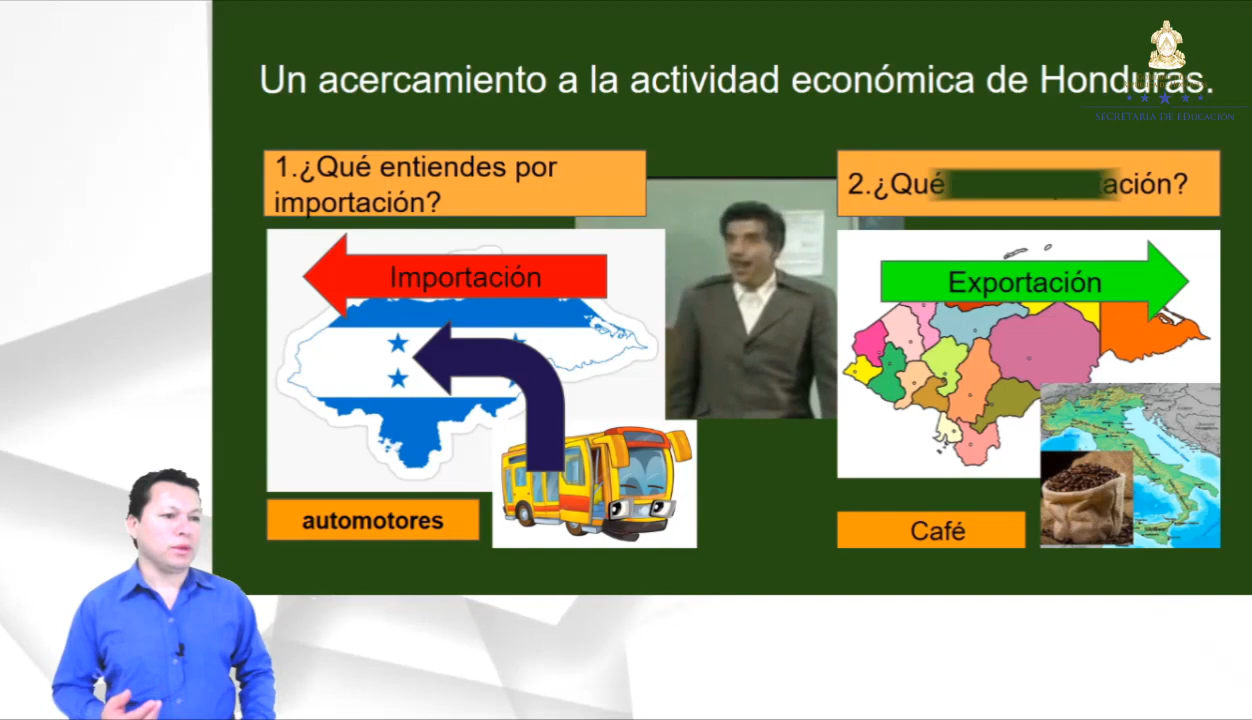 Un acercamiento a la actividad económica de Honduras.
SECRETARÍA DE EDUCACIÓN
1.¿Qué entiendes por
importación?
2.¿Qué ación?
Importación
Exportación
automotores
Café